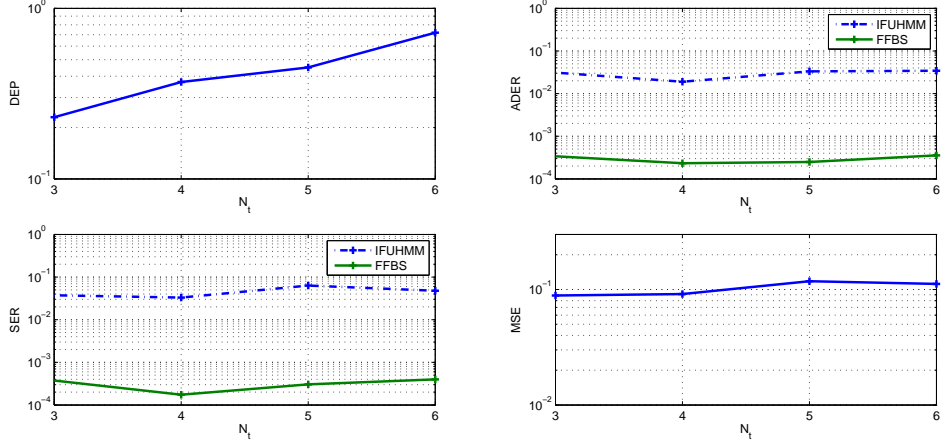 10^0
DEP
10^-1
3 4 5 6
N_t
10^0
10^-1
10^-2
10^-3
10^-4
ADER
IFUHMM
FFBS
3 4 5 6
N_t
10^0
10^-1
10^-2
10^-3
10^-4
SER
IFUHMM
FFBS
3 4 5 6
N_t
10^-1
10^-2
MSE
3 4 5 6
N_t